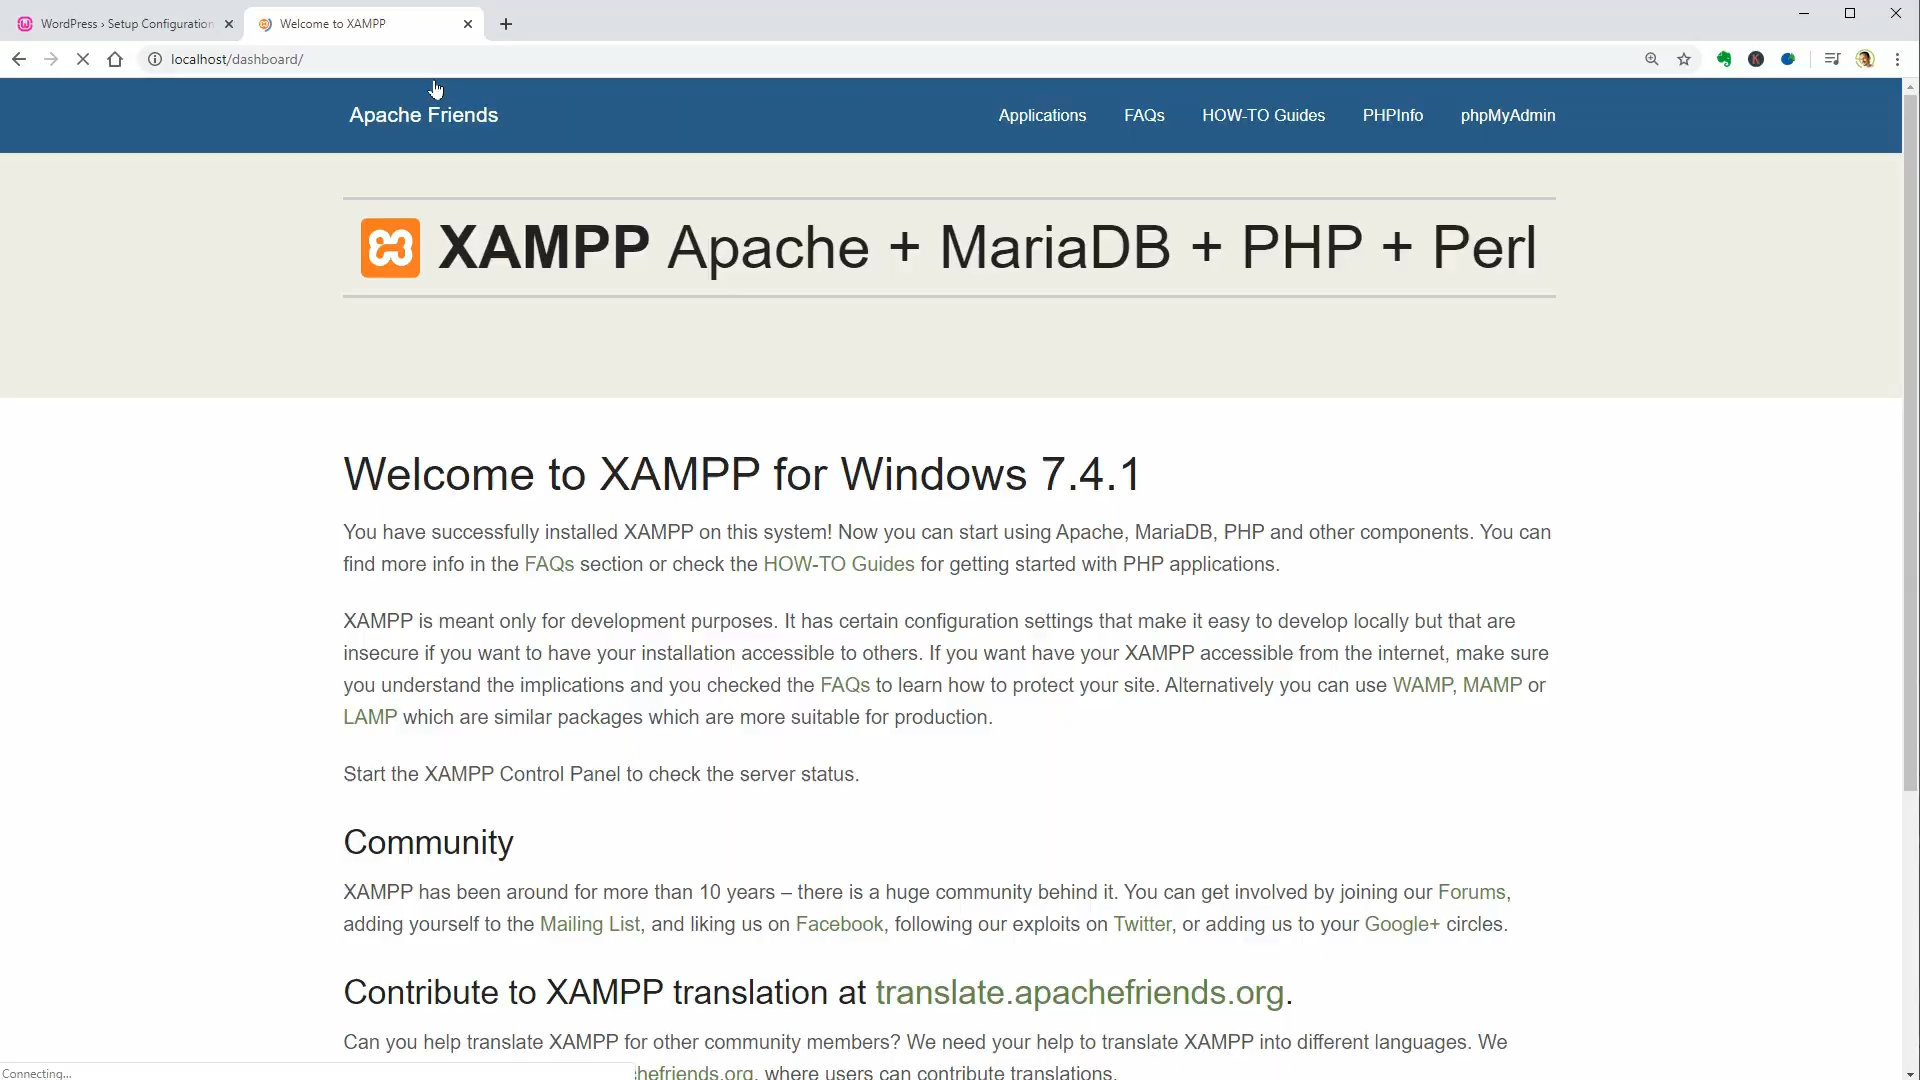 WordPress › Setup Configuration
Welcome to XAMPP
localhost/dashboard/
Apache Friends
Applications
FAQs
HOW-TO Guides
PHPInfo
phpMyAdmin
XAMPP Apache + MariaDB + PHP + Perl
Welcome to XAMPP for Windows 7.4.1
You have successfully installed XAMPP on this system! Now you can start using Apache, MariaDB, PHP and other components. You can
find more info in the FAQs section or check the HOW-TO Guides for getting started with PHP applications.
XAMPP is meant only for development purposes. It has certain configuration settings that make it easy to develop locally but that are
insecure if you want to have your installation accessible to others. If you want have your XAMPP accessible from the internet, make sure
you understand the implications and you checked the FAQs to learn how to protect your site. Alternatively you can use WAMP, MAMP or
LAMP which are similar packages which are more suitable for production.
Start the XAMPP Control Panel to check the server status.
Community
XAMPP has been around for more than 10 years – there is a huge community behind it. You can get involved by joining our Forums,
adding yourself to the Mailing List, and liking us on Facebook, following our exploits on Twitter, or adding us to your Google+ circles.
Contribute to XAMPP translation at translate.apachefriends.org.
Can you help translate XAMPP for other community members? We need your help to translate XAMPP into different languages. We
hefriends.org, where users can contribute translations.
Connecting...